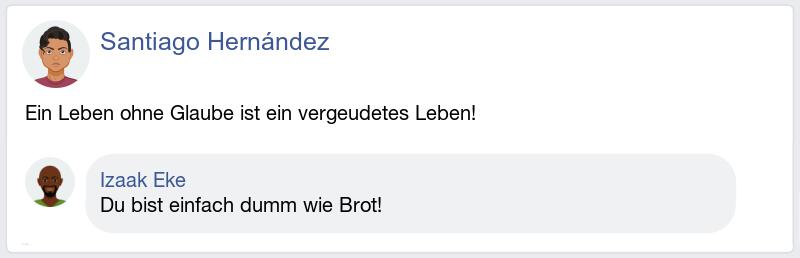 Santiago Hernández
Ein Leben ohne Glaube ist ein vergeudetes Leben!
Izaak Eke
Du bist einfach dumm wie Brot!